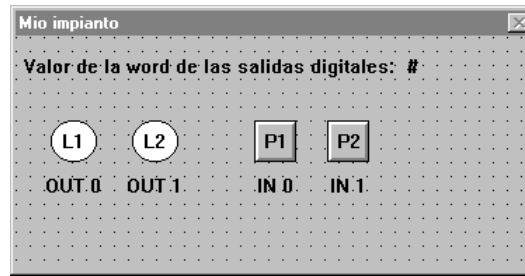 Mio impianto
Valor de la word de las salidas digitales: #
L1 L2 P1 P2
OUT 0 OUT 1 IN 0 IN 1